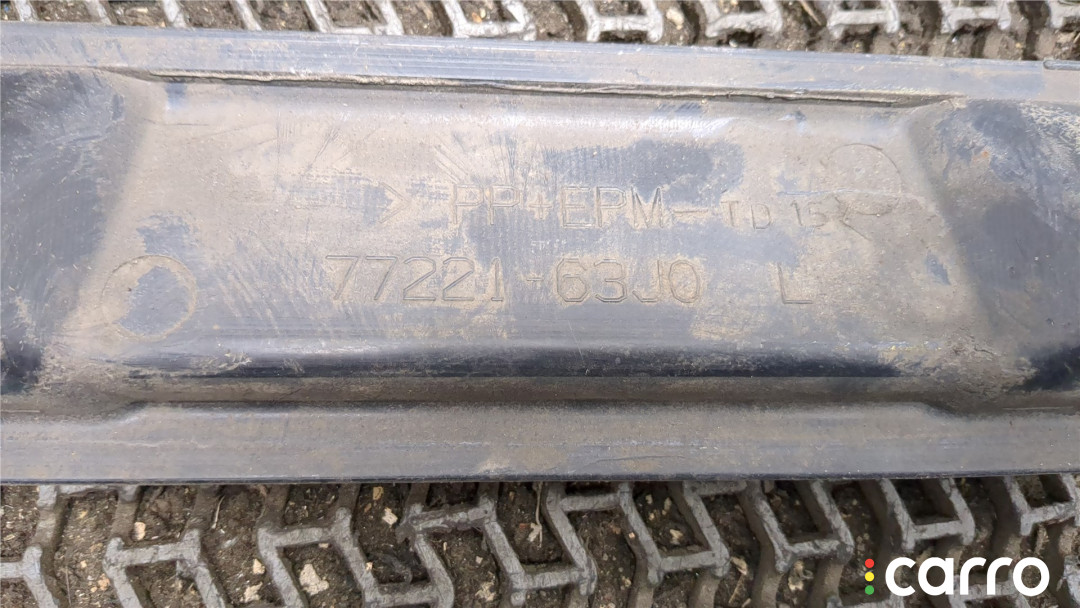 >PP+EPM-TD15<
77221-63J0 L
carro